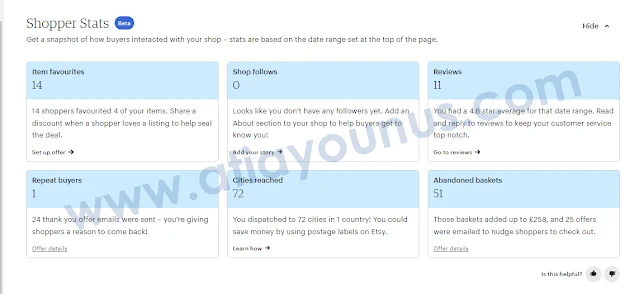 Shopper Stats Beta
Hide
Get a snapshot of how buyers interacted with your shop – stats are based on the date range set at the top of the page.
Item favourites
14
14 shoppers favourited 4 of your items. Share a
discount when a shopper loves a listing to help seal
the deal.
Set up offer →
Shop follows
0
Looks like you don't have any followers yet. Add an
About section to your shop to help buyers get to
know you!
Add your story →
Reviews
11
You had a 4.6 star average for that date range. Read
and reply to reviews to keep your customer service
top notch.
Go to reviews →
Repeat buyers
1
24 thank you offer emails were sent – you're giving
shoppers a reason to come back!
Offer details
Cities reached
72
You dispatched to 72 cities in 1 country! You could
save money by using postage labels on Etsy.
Learn how →
Abandoned baskets
51
Those baskets added up to £258, and 25 offers
were emailed to nudge shoppers to check out.
Offer details
Is this helpful?
www.afiayounus.com